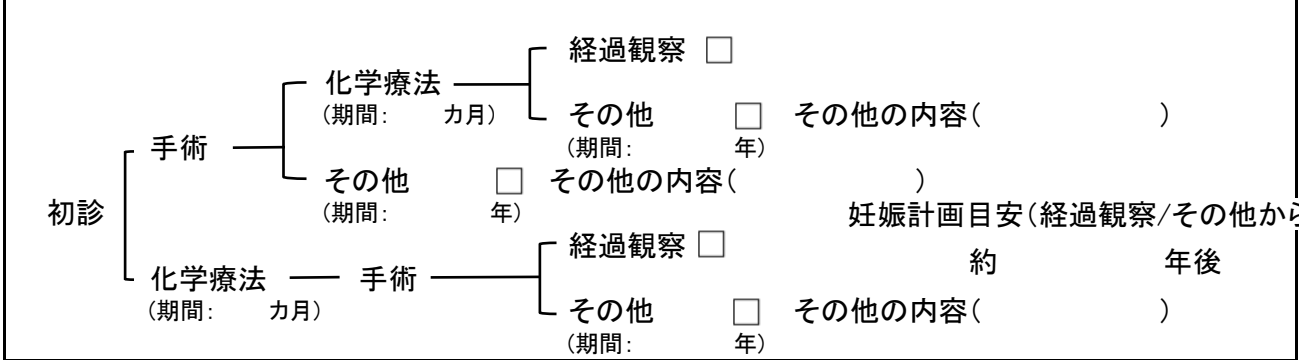 経過観察 □
化学療法
(期間: カ月)
その他 □ その他の内容( )
(期間: 年)
手術
その他 □ その他の内容( )
(期間: 年)
初診
妊娠計画目安(経過観察/その他から
約 年後
経過観察 □
化学療法 手術
(期間: カ月)
その他 □ その他の内容( )
(期間: 年)